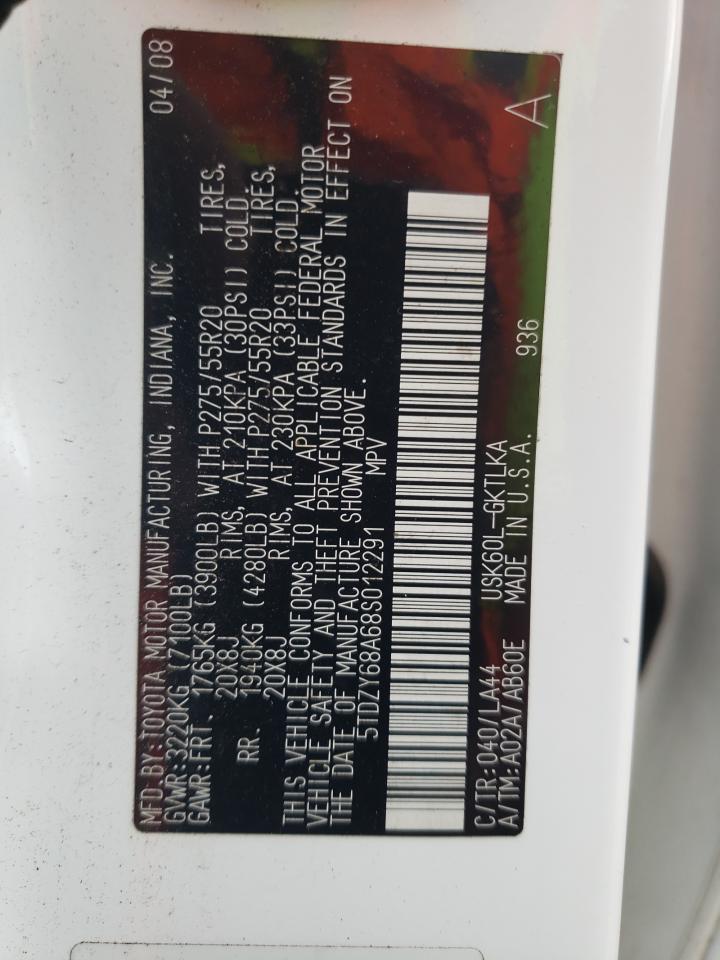 MFD.BY:TOYOTA MOTOR MANUFACTURING, INDIANA, INC. 04/08
GVWR:3220KG (7100LB)
GAWR:FRT. 1765KG (3900LB) WITH P275/55R20 TIRES,
20X8J RIMS, AT 210KPA (30PSI) COLD.
RR. 1940KG (4280LB) WITH P275/55R20 TIRES,
20X8J RIMS, AT 230KPA (33PSI) COLD.
THIS VEHICLE CONFORMS TO ALL APPLICABLE FEDERAL MOTOR
VEHICLE SAFETY AND THEFT PREVENTION STANDARDS IN EFFECT ON
THE DATE OF MANUFACTURE SHOWN ABOVE.
5TDZY68A68S012291 MPV
C/TR:040/LA44 USK60L-GKTLKA
A/TM:A02A/AB60E MADE IN U.S.A. 936 A